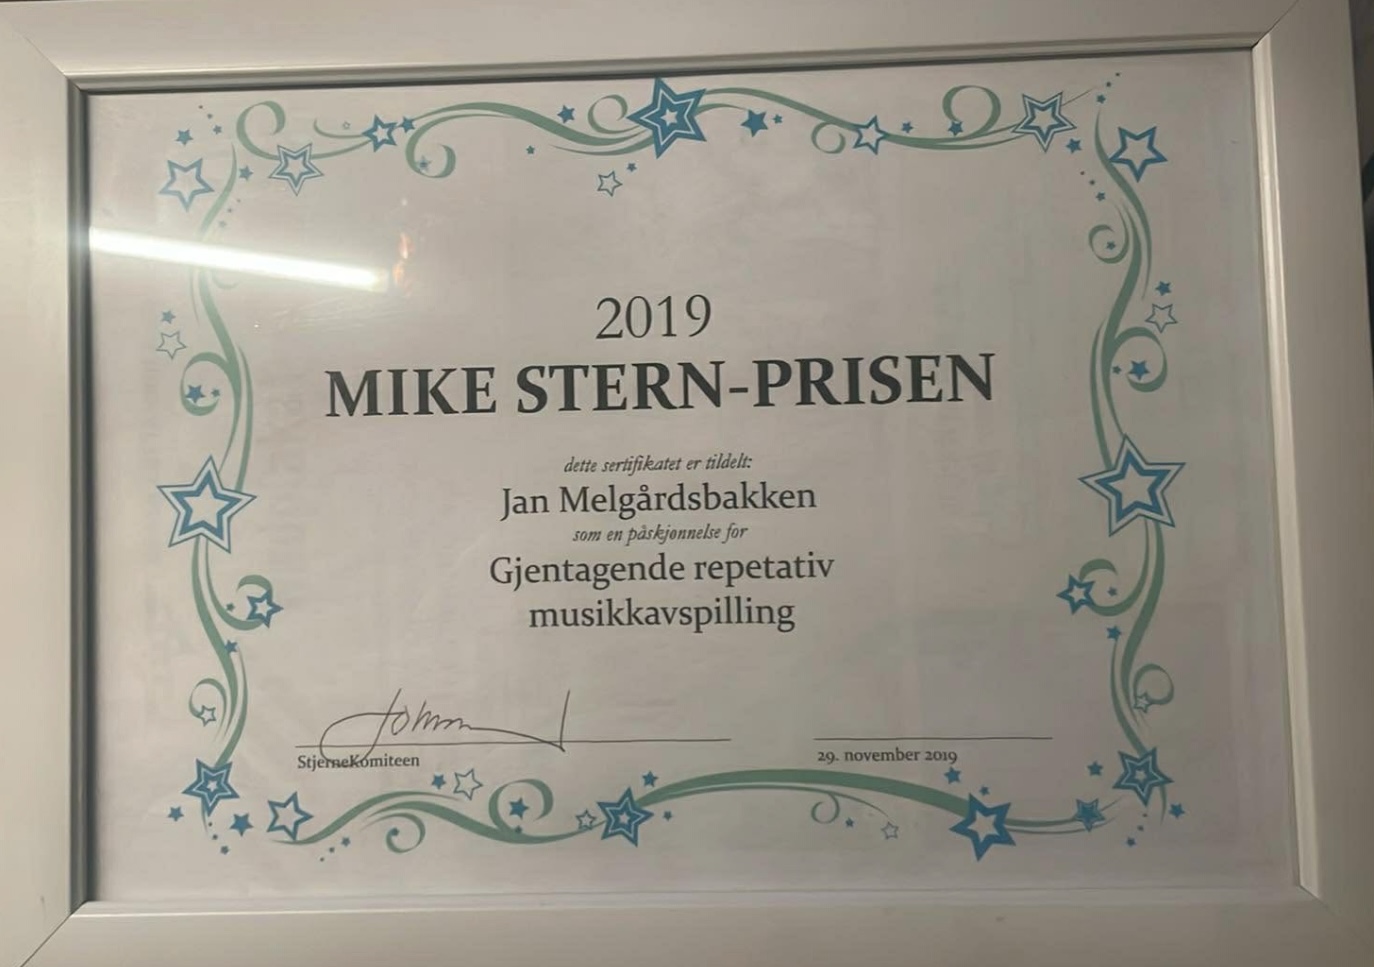 2019
MIKE STERN-PRISEN
dette sertifikatet er tildelt:
Jan Melgårdsbakken
som en påskjønnelse for
Gjentagende repetativ
musikkavspilling
StjerneKomiteen
29. november 2019